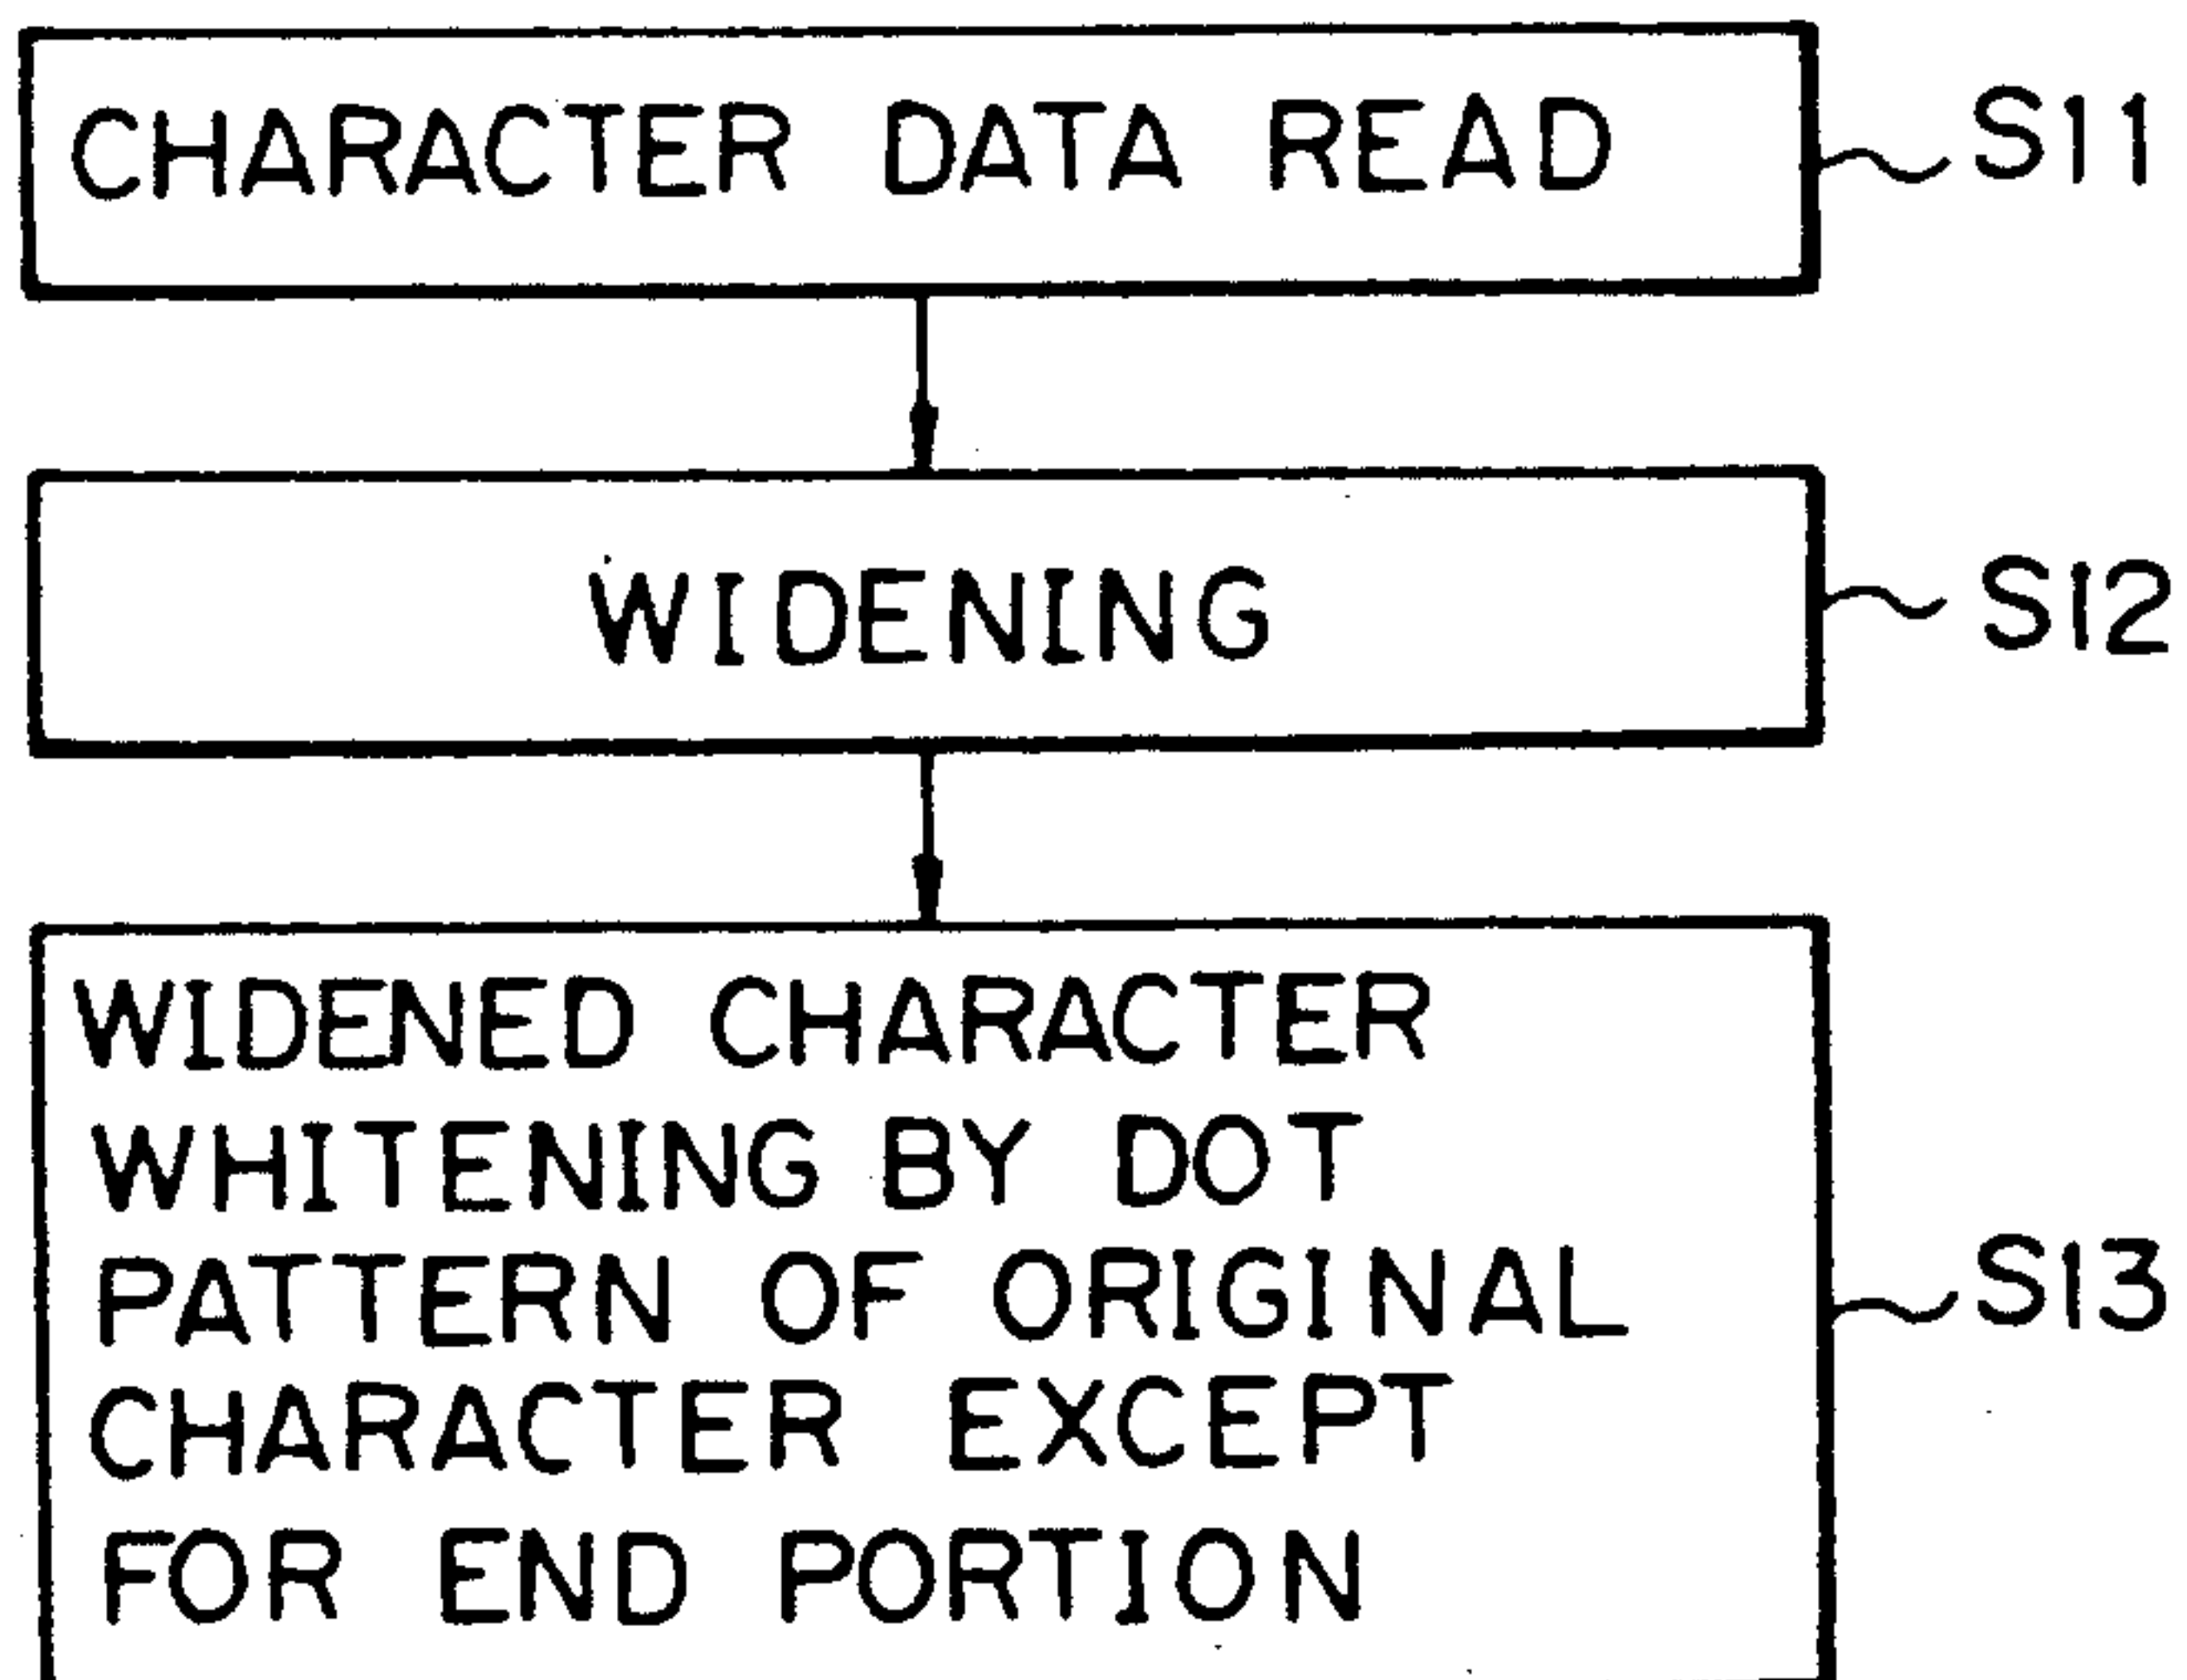 CHARACTER DATA READ S11
WIDENING S12
WIDENED CHARACTER
WHITENING BY DOT
PATTERN OF ORIGINAL S13
CHARACTER EXCEPT
FOR END PORTION